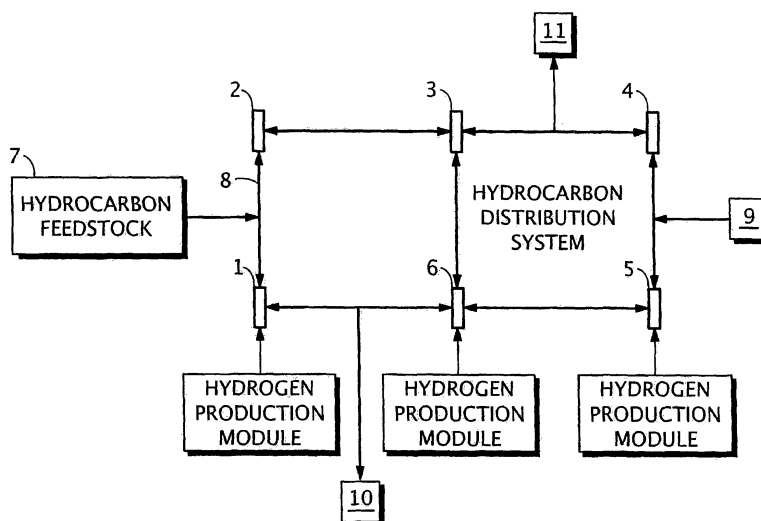 11
2
3
4
7
8
HYDROCARBON
FEEDSTOCK
HYDROCARBON
DISTRIBUTION
SYSTEM
9
1
6
5
HYDROGEN
PRODUCTION
MODULE
HYDROGEN
PRODUCTION
MODULE
HYDROGEN
PRODUCTION
MODULE
10